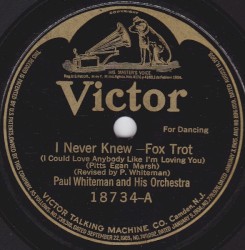 HIS MASTER'S VOICE
Victor
For Dancing
I Never Knew – Fox Trot
(I Could Love Anybody Like I'm Loving You)
(Pitts Egan Marsh)
(Revised by P. Whiteman)
Paul Whiteman and His Orchestra
18734-A
VICTOR TALKING MACHINE CO. Camden, N.J.